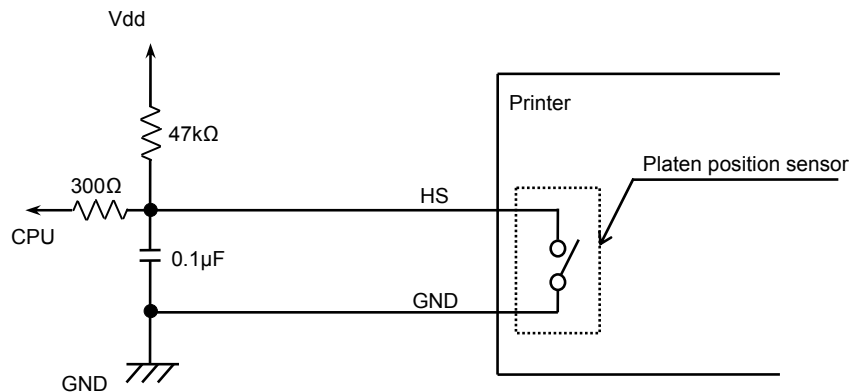 Vdd
Printer
47kΩ
Platen position sensor
300Ω
HS
CPU
0.1µF
GND
GND